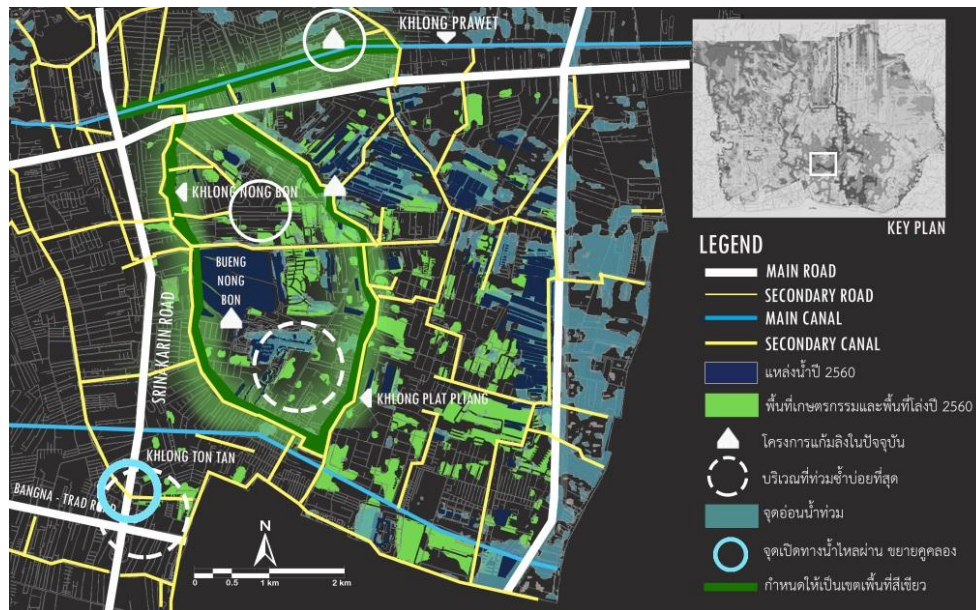 KHLONG PRAWET
KHLONG NONG BON
BUENG
NONG
BON
SRINAKARIN ROAD
KHLONG PLAT PLIANG
KHLONG TON TAN
BANGNA - TRAD ROAD
N
0 0.5 1 km 2 km
KEY PLAN
LEGEND
MAIN ROAD
SECONDARY ROAD
MAIN CANAL
SECONDARY CANAL
แหล่งน้ำปี 2560
พื้นที่เกษตรกรรมและพื้นที่โล่งปี 2560
โครงการแก้มลิงในปัจจุบัน
บริเวณที่ท่วมซ้ำบ่อยที่สุด
จุดอ่อนน้ำท่วม
จุดเปิดทางน้ำไหลผ่าน ขยายคูคลอง
กำหนดให้เป็นเขตพื้นที่สีเขียว